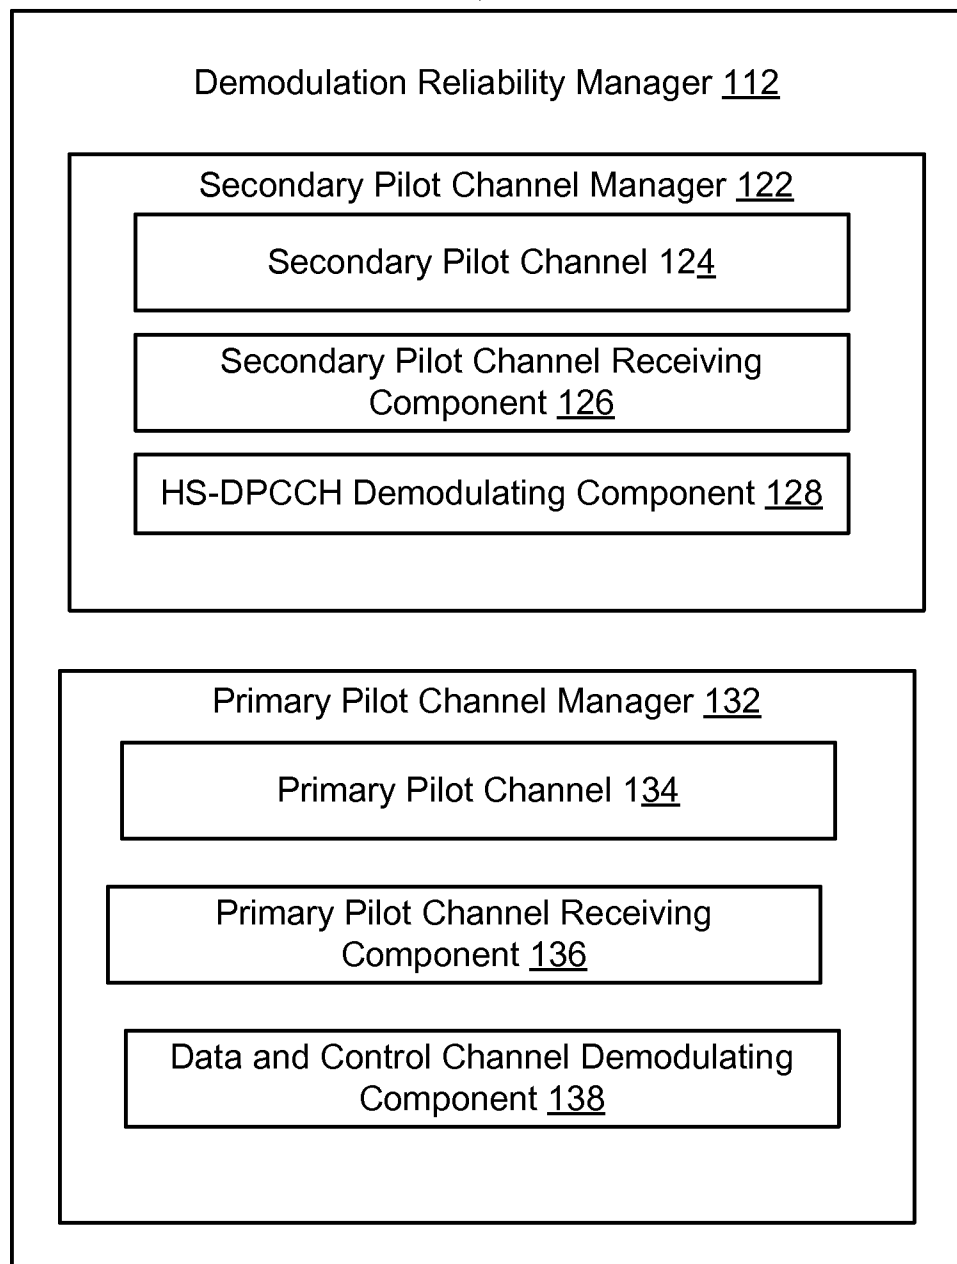 Demodulation Reliability Manager 112
Secondary Pilot Channel Manager 122
Secondary Pilot Channel 124
Secondary Pilot Channel Receiving
Component 126
HS-DPCCH Demodulating Component 128
Primary Pilot Channel Manager 132
Primary Pilot Channel 134
Primary Pilot Channel Receiving
Component 136
Data and Control Channel Demodulating
Component 138